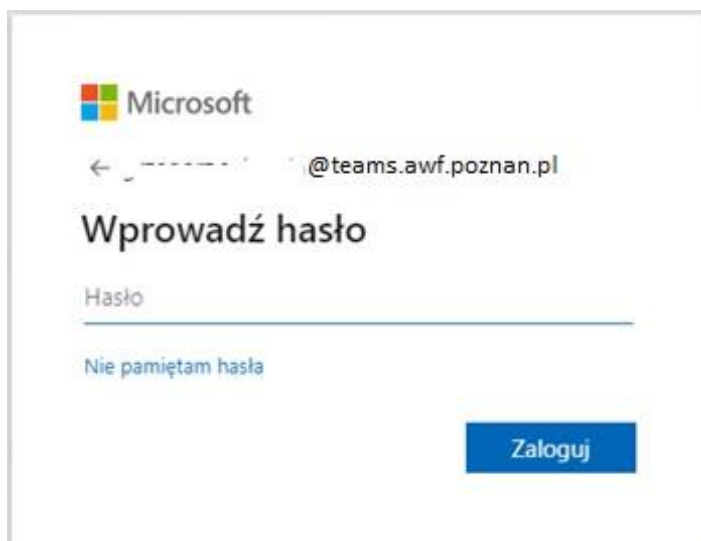 Microsoft
@teams.awf.poznan.pl
Wprowadź hasło
Hasło
Nie pamiętam hasła
Zaloguj